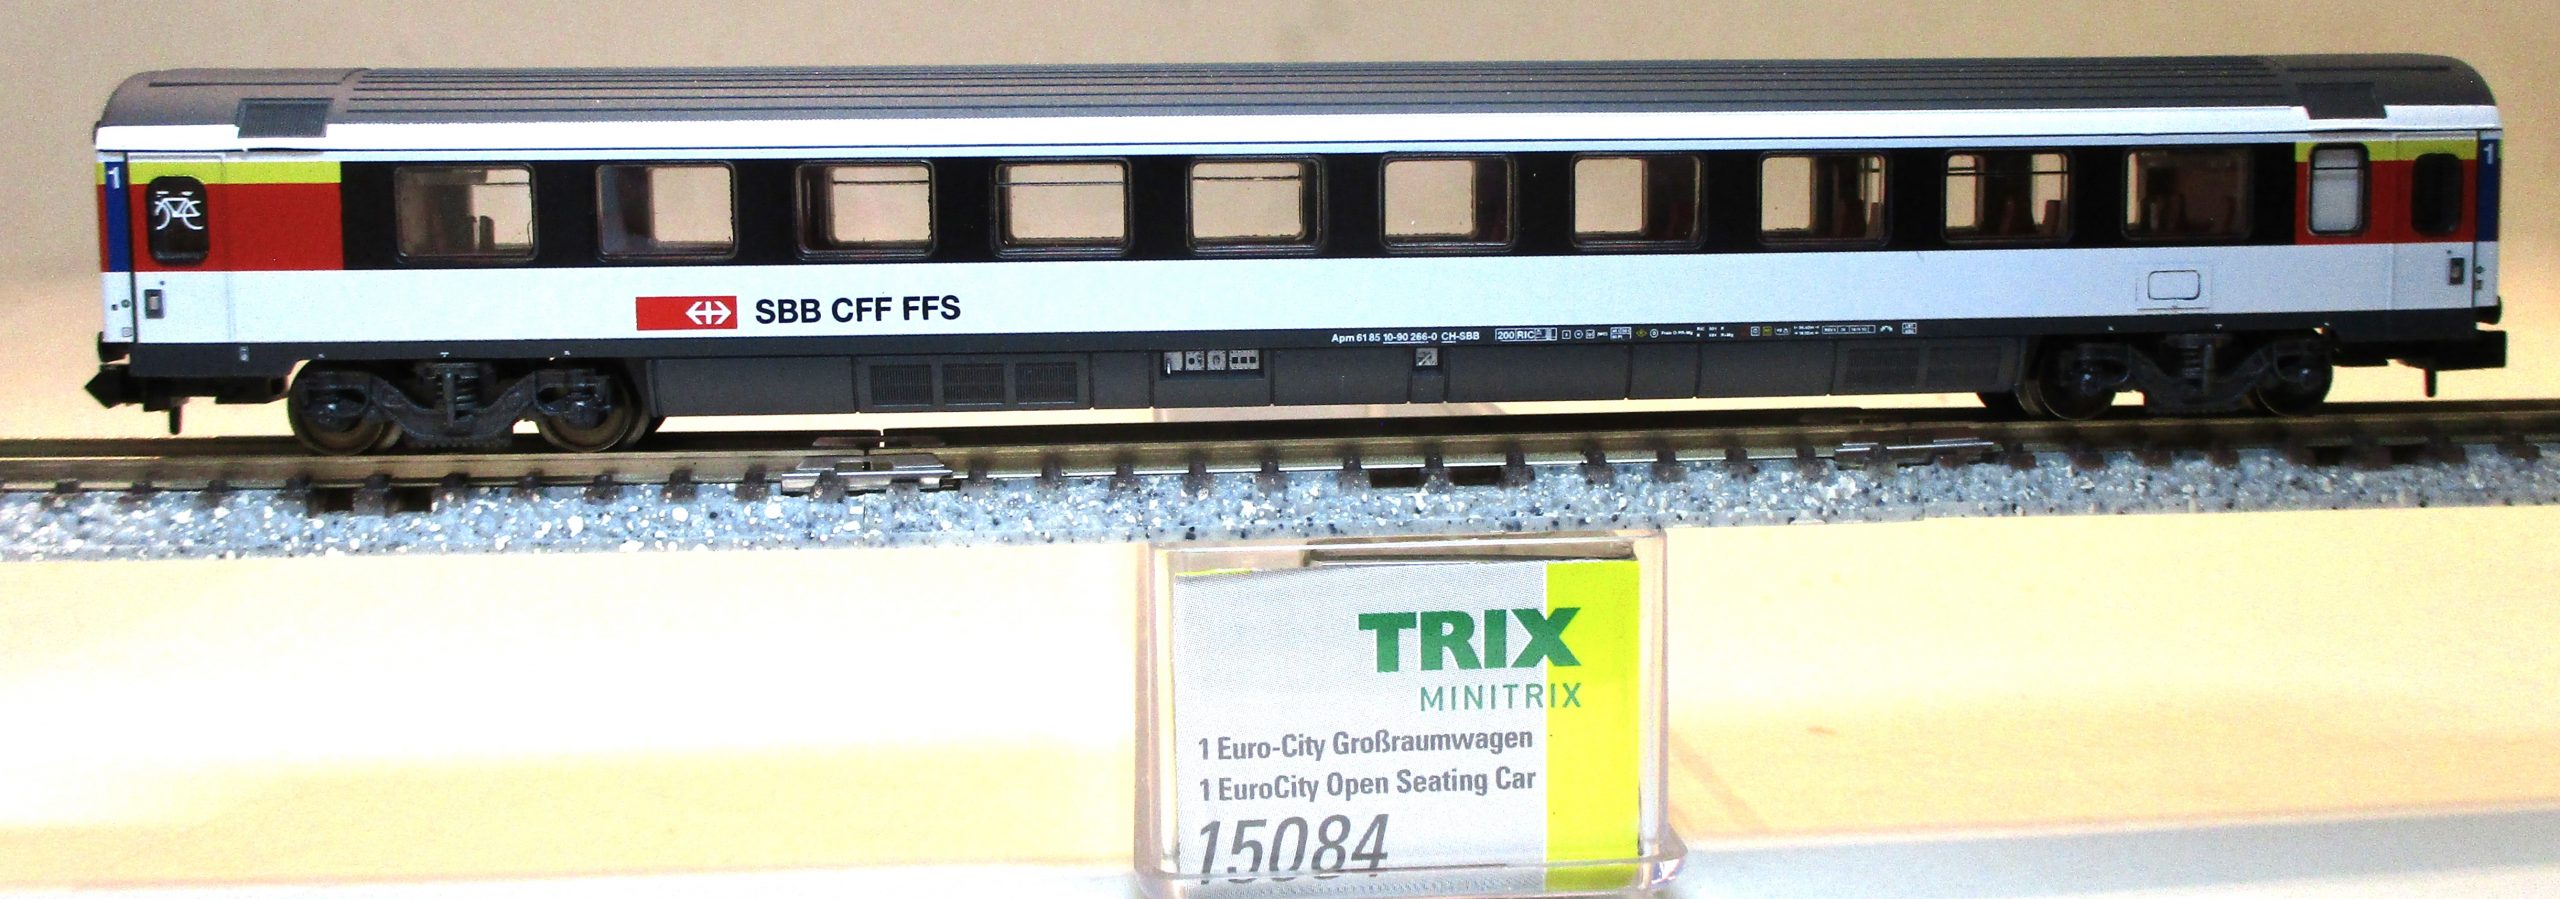 1
1
SBB CFF FFS
Apm 61 85 10-90 266-0 CH-SBB
200 RIC
TRIX
MINITRIX
1 Euro-City Großraumwagen
1 EuroCity Open Seating Car
15084